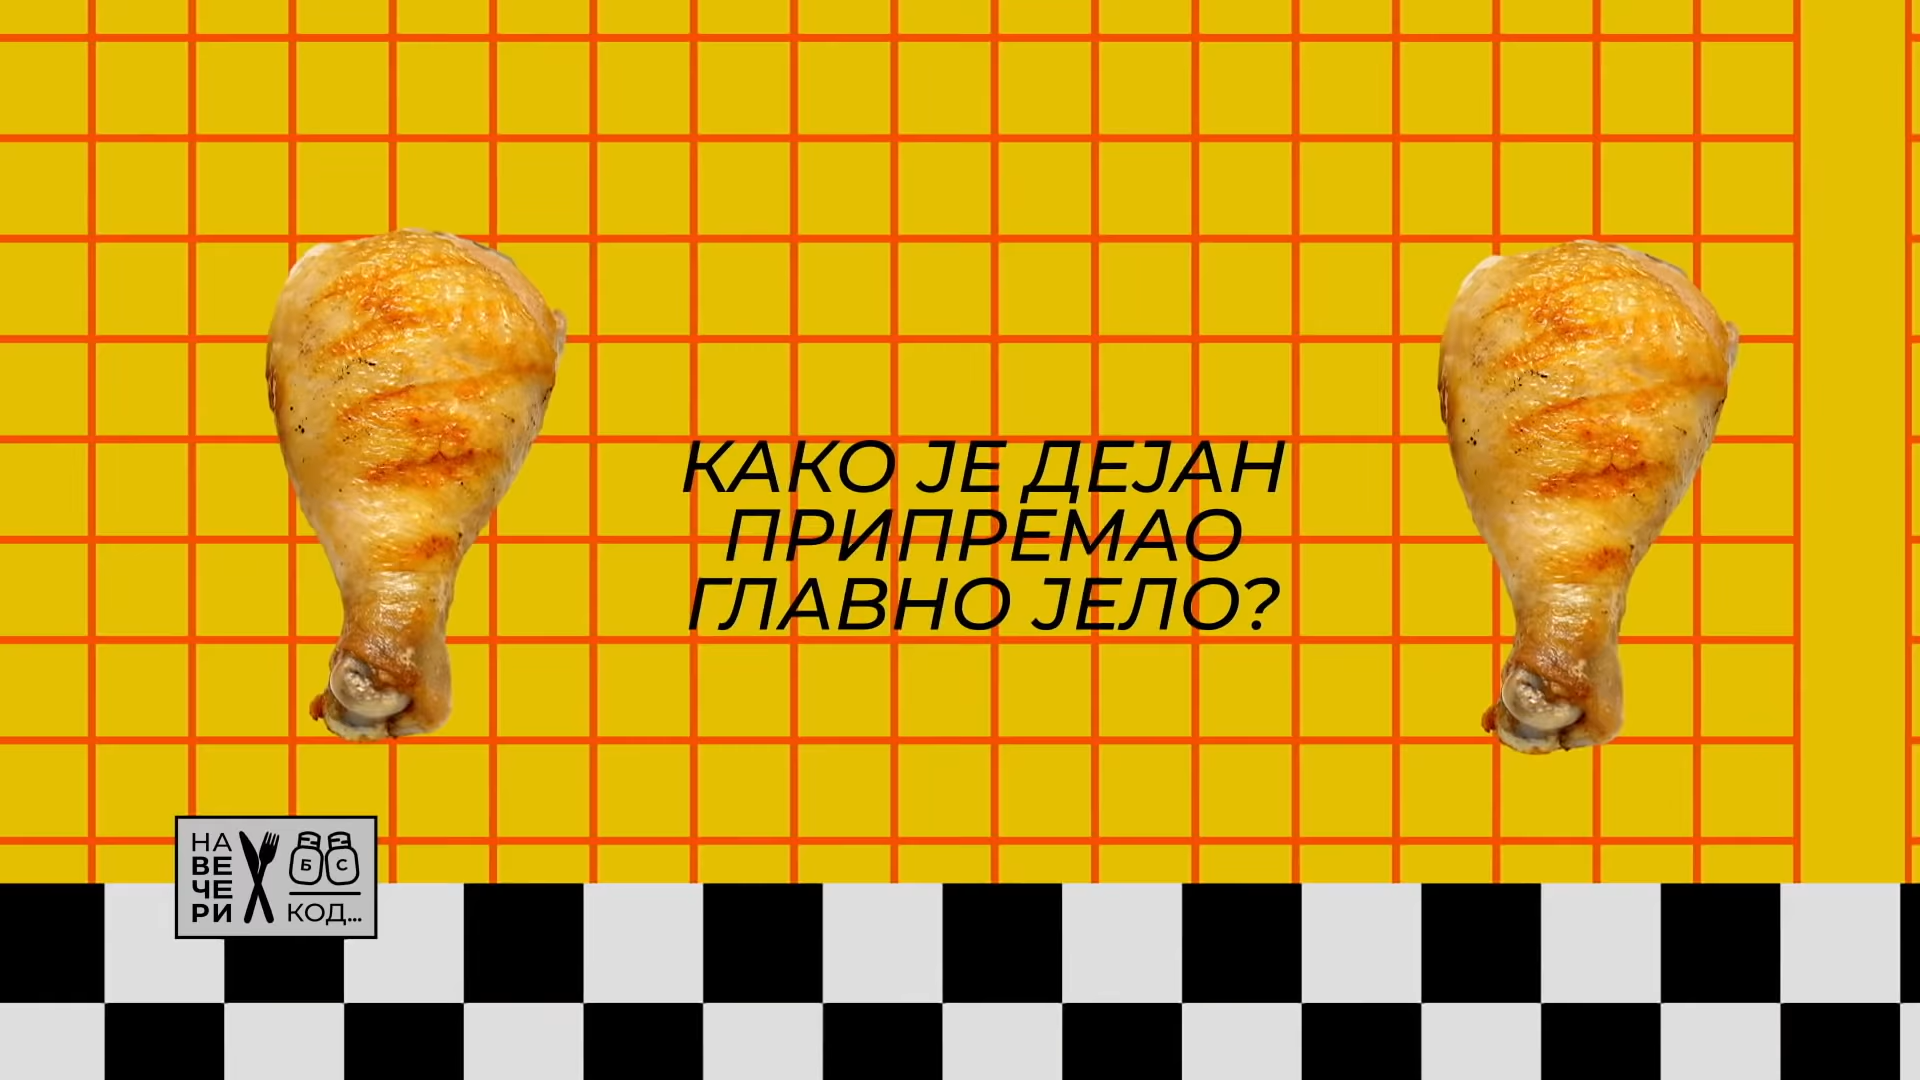 КАКО ЈЕ ДЕЈАН
ПРИПРЕМАО
ГЛАВНО ЈЕЛО?
НА
ВЕ
ЧЕ
РИ
Б С
КОД...